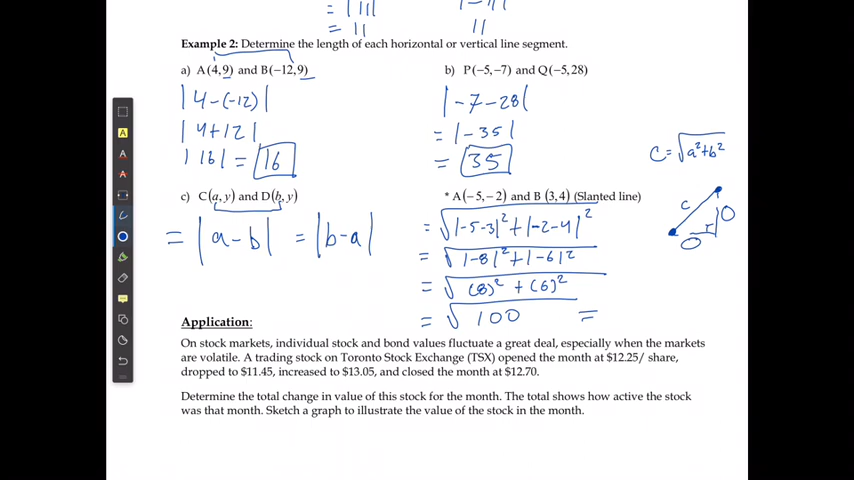 = |11|
= 11
11
Example 2: Determine the length of each horizontal or vertical line segment.
a) A(4,9) and B(−12,9)
|4-(-12)|
|4+12|
|16| = 16
b) P(−5,−7) and Q(−5,28)
|-7-28|
= |-35|
= 35
c) C(a,y) and D(b,y)
= |a-b| = |b-a|
* A(−5,−2) and B (3,4) (Slanted line)
= √|-5-3|² + |-2-4|²
= √|-8|² + |-6|²
= √(8)² + (6)²
= √100 =
C = √a²+b²
c
Application:
On stock markets, individual stock and bond values fluctuate a great deal, especially when the markets
are volatile. A trading stock on Toronto Stock Exchange (TSX) opened the month at $12.25/ share,
dropped to $11.45, increased to $13.05, and closed the month at $12.70.
Determine the total change in value of this stock for the month. The total shows how active the stock
was that month. Sketch a graph to illustrate the value of the stock in the month.